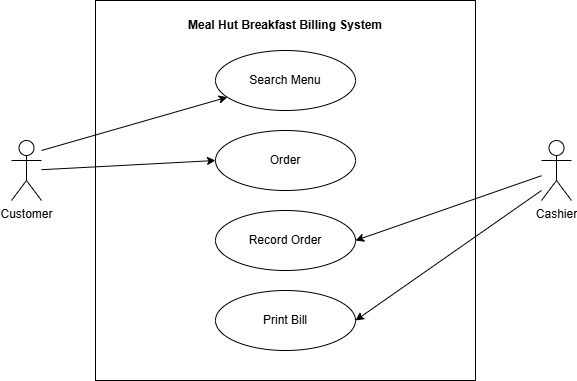 Meal Hut Breakfast Billing System
Search Menu
Order
Customer
Cashier
Record Order
Print Bill